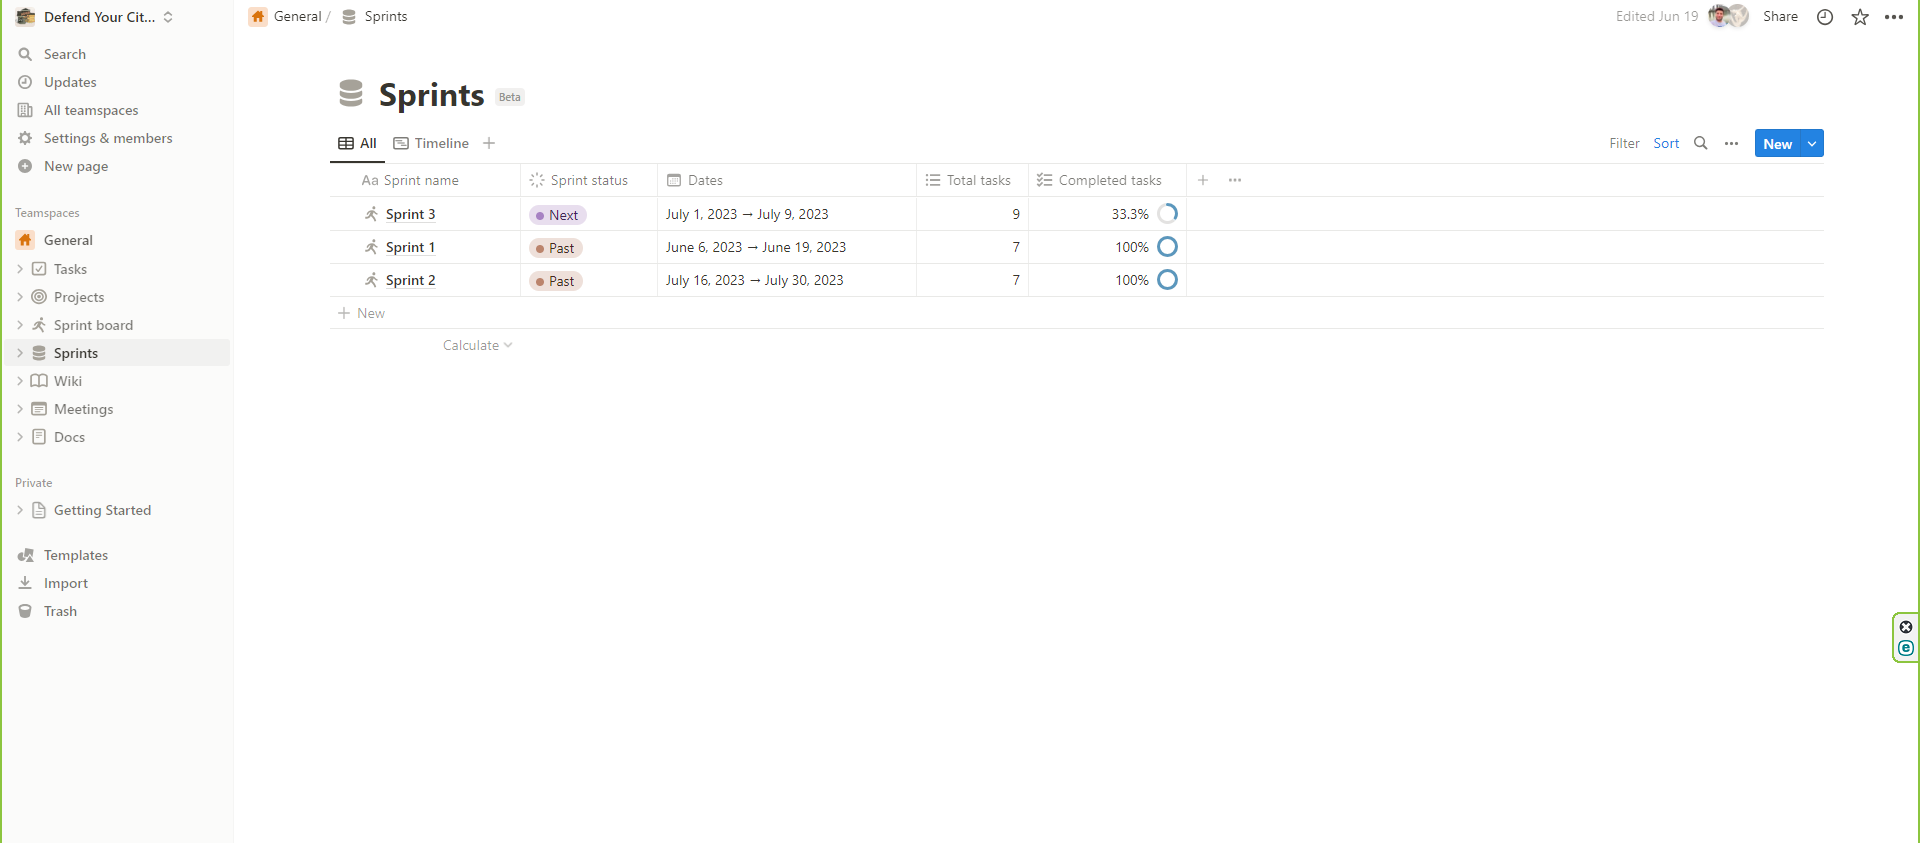 Defend Your Cit...
Search
Updates
All teamspaces
Settings & members
New page
Teamspaces
General
Tasks
Projects
Sprint board
Sprints
Wiki
Meetings
Docs
Private
Getting Started
Templates
Import
Trash
General / Sprints
Edited Jun 19 Share
Sprints Beta
All Timeline
Filter Sort New
Aa Sprint name Sprint status Dates Total tasks Completed tasks
Sprint 3 Next July 1, 2023 → July 9, 2023 9 33.3%
Sprint 1 Past June 6, 2023 → June 19, 2023 7 100%
Sprint 2 Past July 16, 2023 → July 30, 2023 7 100%
New
Calculate
e